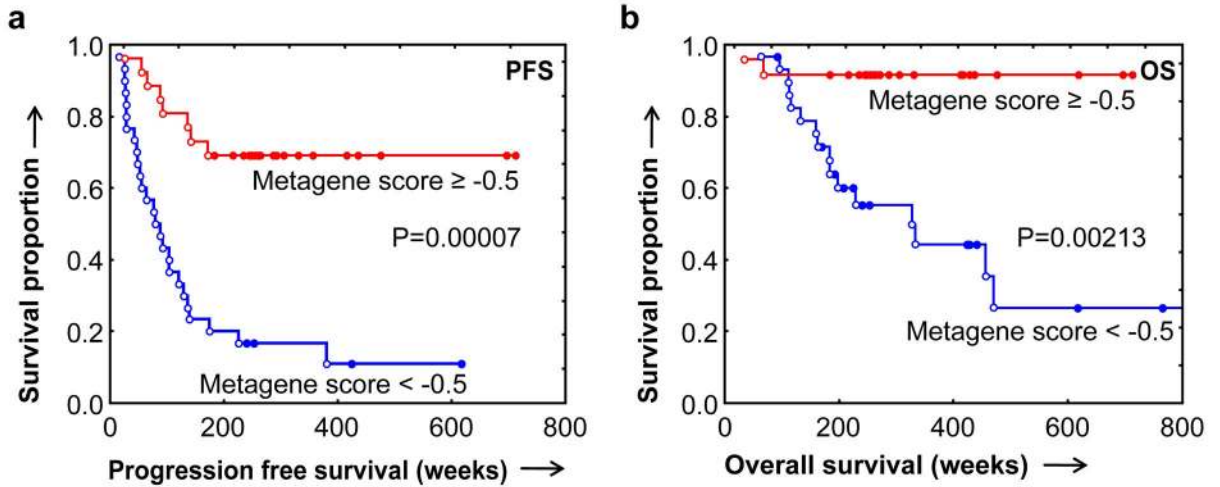 a
PFS
1.0
0.8
0.6
0.4
0.2
0.0
Survival proportion
Metagene score ≥ -0.5
P=0.00007
Metagene score < -0.5
0 200 400 600 800
Progression free survival (weeks)
b
OS
1.0
0.8
0.6
0.4
0.2
0.0
Survival proportion
Metagene score ≥ -0.5
P=0.00213
Metagene score < -0.5
0 200 400 600 800
Overall survival (weeks)